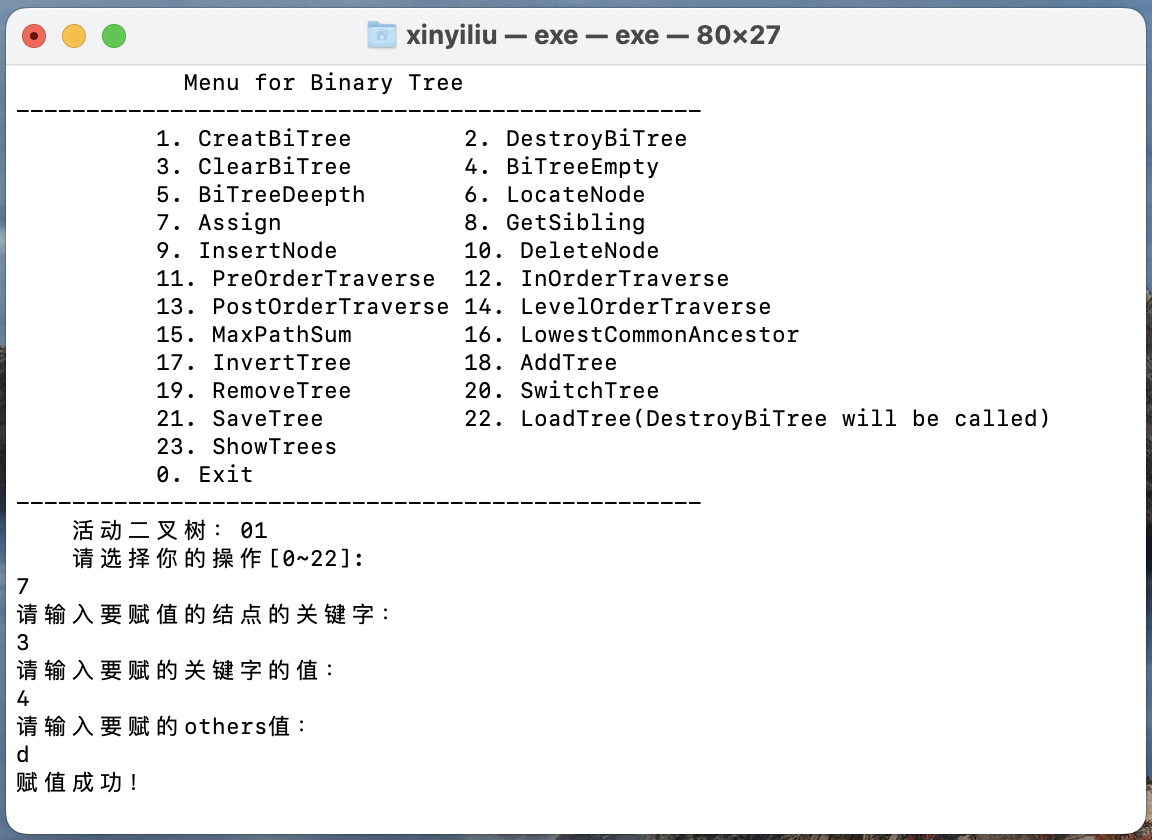 xinyiliu — exe — exe — 80×27
Menu for Binary Tree
-------------------------------------------------
1. CreatBiTree 2. DestroyBiTree
3. ClearBiTree 4. BiTreeEmpty
5. BiTreeDeepth 6. LocateNode
7. Assign 8. GetSibling
9. InsertNode 10. DeleteNode
11. PreOrderTraverse 12. InOrderTraverse
13. PostOrderTraverse 14. LevelOrderTraverse
15. MaxPathSum 16. LowestCommonAncestor
17. InvertTree 18. AddTree
19. RemoveTree 20. SwitchTree
21. SaveTree 22. LoadTree(DestroyBiTree will be called)
23. ShowTrees
0. Exit
-------------------------------------------------
活动二叉树：01
请选择你的操作[0~22]:
7
请输入要赋值的结点的关键字：
3
请输入要赋的关键字的值：
4
请输入要赋的others值：
d
赋值成功！